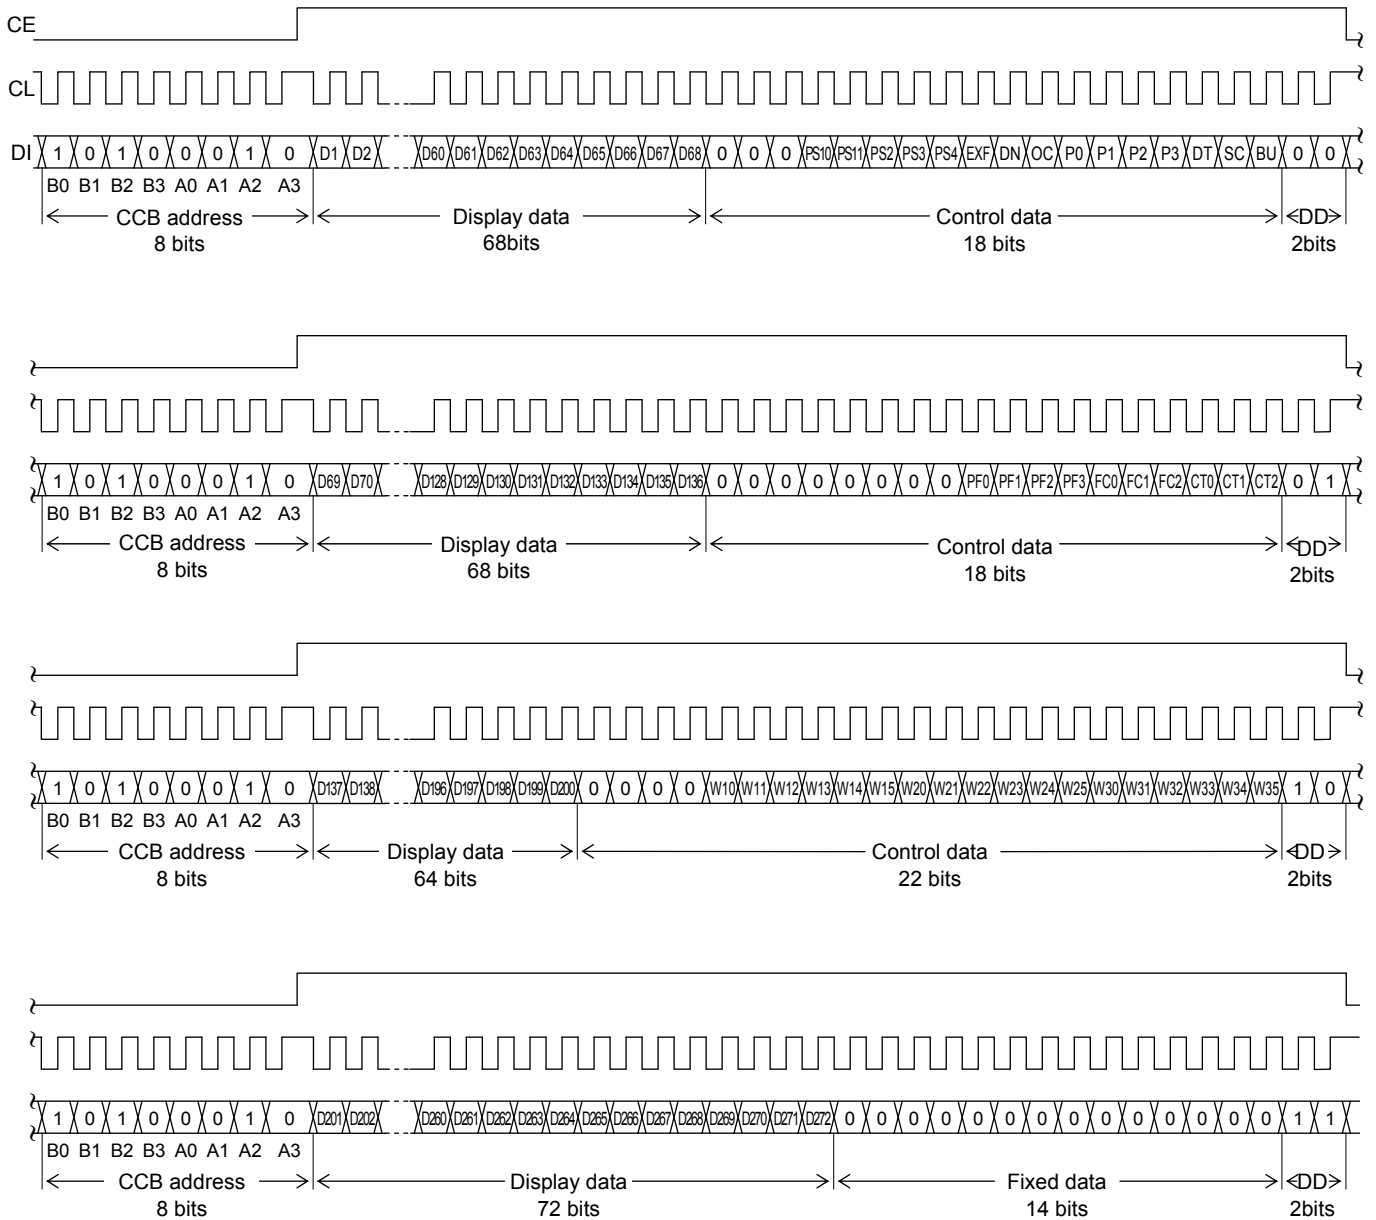 CE
CL
DI 1 0 1 0 0 0 1 0 D1 D2 D60 D61 D62 D63 D64 D65 D66 D67 D68 0 0 0 PS10 PS11 PS2 PS3 PS4 EXF DN OC P0 P1 P2 P3 DT SC BU 0 0
B0 B1 B2 B3 A0 A1 A2 A3
CCB address Display data Control data DD
8 bits 68bits 18 bits 2bits
1 0 1 0 0 0 1 0 D69 D70 D128 D129 D130 D131 D132 D133 D134 D135 D136 0 0 0 0 0 0 0 0 PF0 PF1 PF2 PF3 FC0 FC1 FC2 CT0 CT1 CT2 0 1
B0 B1 B2 B3 A0 A1 A2 A3
CCB address Display data Control data DD
8 bits 68 bits 18 bits 2bits
1 0 1 0 0 0 1 0 D137 D138 D196 D197 D198 D199 D200 0 0 0 0 W10 W11 W12 W13 W14 W15 W20 W21 W22 W23 W24 W25 W30 W31 W32 W33 W34 W35 1 0
B0 B1 B2 B3 A0 A1 A2 A3
CCB address Display data Control data DD
8 bits 64 bits 22 bits 2bits
1 0 1 0 0 0 1 0 D201 D202 D260 D261 D262 D263 D264 D265 D266 D267 D268 D269 D270 D271 D272 0 0 0 0 0 0 0 0 0 0 0 0 0 0 1 1
B0 B1 B2 B3 A0 A1 A2 A3
CCB address Display data Fixed data DD
8 bits 72 bits 14 bits 2bits